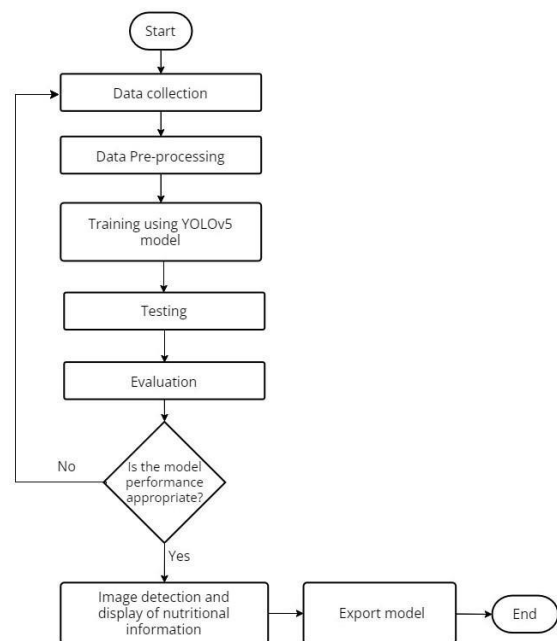 Start
Data collection
Data Pre-processing
Training using YOLOv5
model
Testing
Evaluation
No
Is the model
performance
appropriate?
Yes
Image detection and
display of nutritional
information
Export model
End